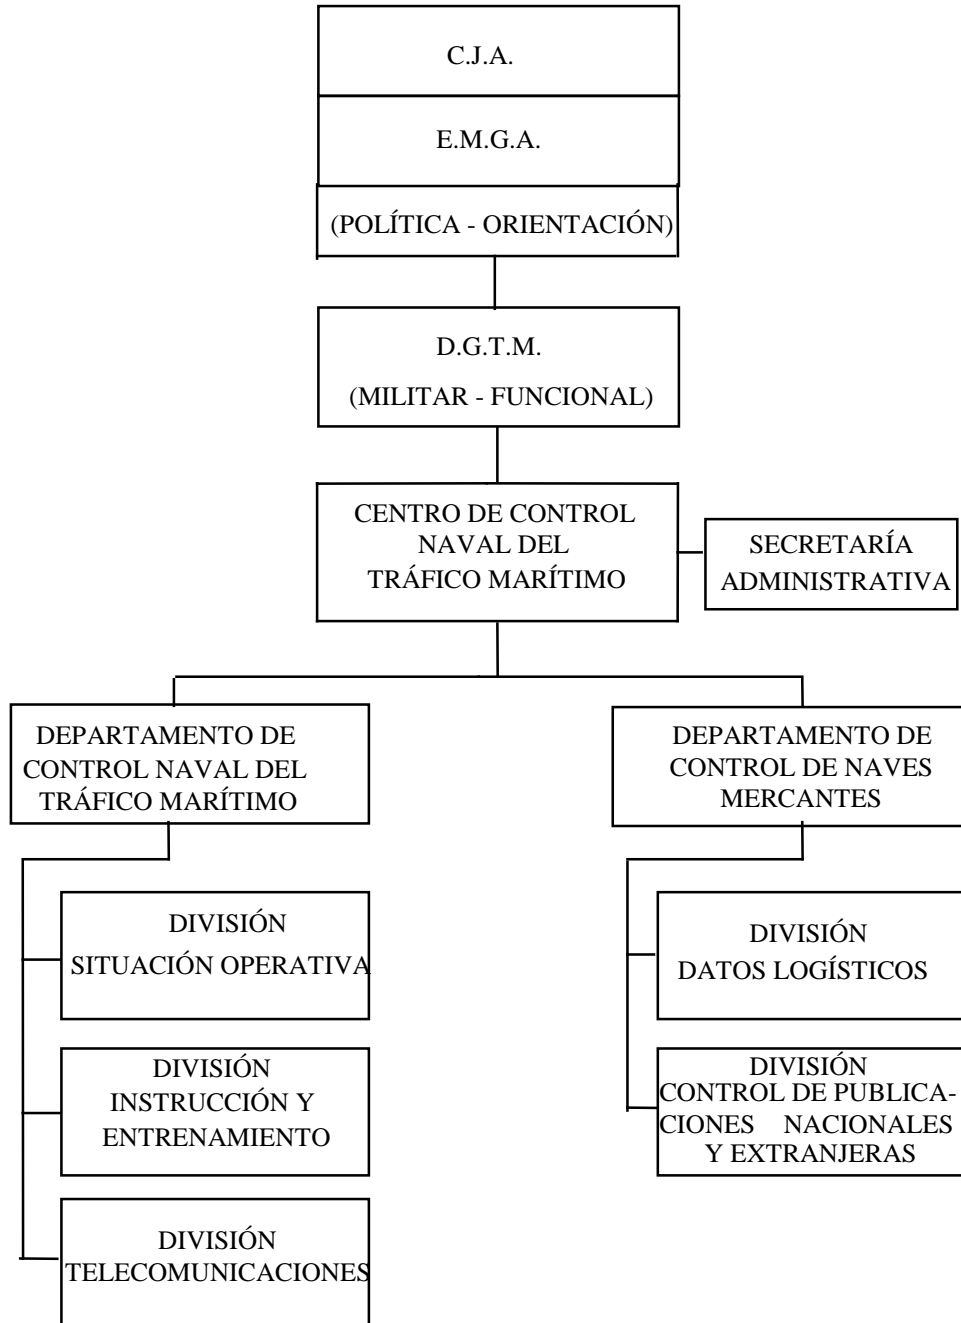 C.J.A.
E.M.G.A.
(POLÍTICA - ORIENTACIÓN)
D.G.T.M.
(MILITAR - FUNCIONAL)
CENTRO DE CONTROL
NAVAL DEL
TRÁFICO MARÍTIMO
SECRETARÍA
ADMINISTRATIVA
DEPARTAMENTO DE
CONTROL NAVAL DEL
TRÁFICO MARÍTIMO
DEPARTAMENTO DE
CONTROL DE NAVES
MERCANTES
DIVISIÓN
SITUACIÓN OPERATIVA
DIVISIÓN
DATOS LOGÍSTICOS
DIVISIÓN
INSTRUCCIÓN Y
ENTRENAMIENTO
DIVISIÓN
CONTROL DE PUBLICA-
CIONES NACIONALES
Y EXTRANJERAS
DIVISIÓN
TELECOMUNICACIONES